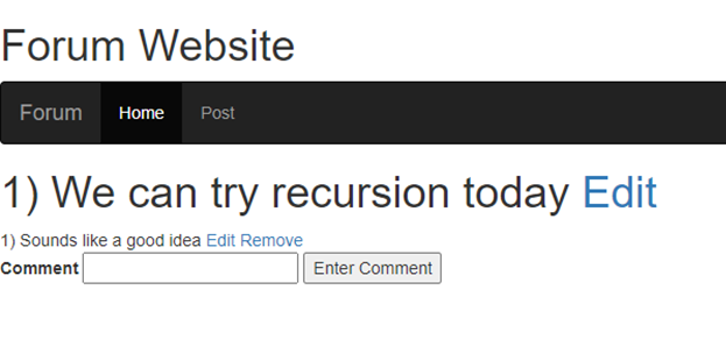 Forum Website
Forum Home Post
1) We can try recursion today Edit
1) Sounds like a good idea Edit Remove
Comment Enter Comment